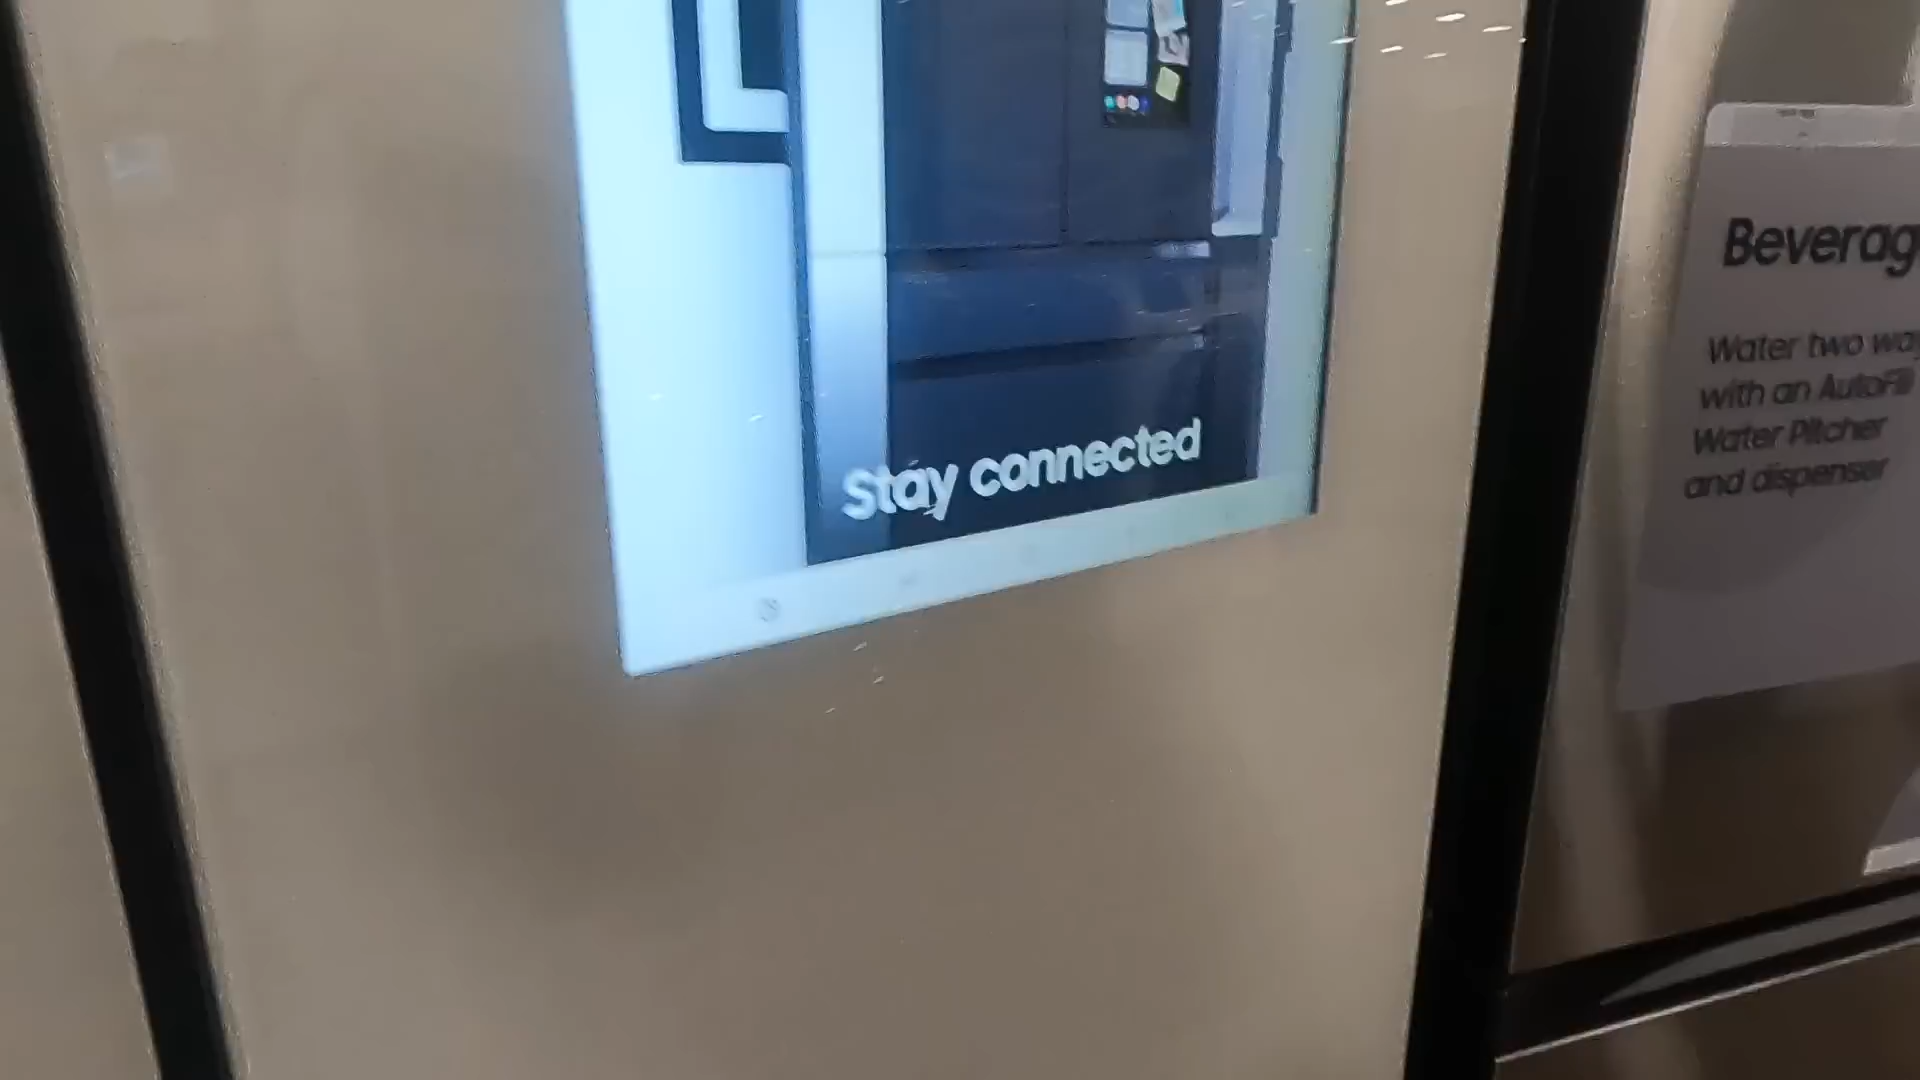 Stay connected
Beverag
Water two way
with an AutoFill
Water Pitcher
and dispenser